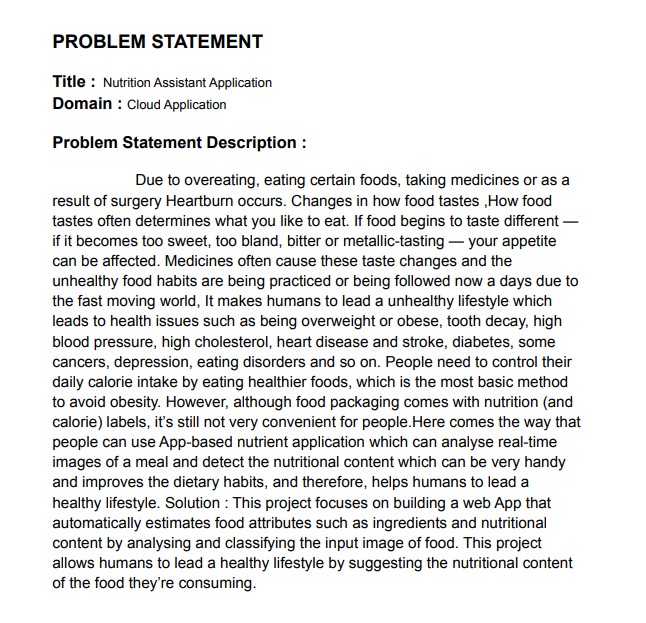 PROBLEM STATEMENT
Title : Nutrition Assistant Application
Domain : Cloud Application
Problem Statement Description :
Due to overeating, eating certain foods, taking medicines or as a
result of surgery Heartburn occurs. Changes in how food tastes ,How food
tastes often determines what you like to eat. If food begins to taste different —
if it becomes too sweet, too bland, bitter or metallic-tasting — your appetite
can be affected. Medicines often cause these taste changes and the
unhealthy food habits are being practiced or being followed now a days due to
the fast moving world, It makes humans to lead a unhealthy lifestyle which
leads to health issues such as being overweight or obese, tooth decay, high
blood pressure, high cholesterol, heart disease and stroke, diabetes, some
cancers, depression, eating disorders and so on. People need to control their
daily calorie intake by eating healthier foods, which is the most basic method
to avoid obesity. However, although food packaging comes with nutrition (and
calorie) labels, it’s still not very convenient for people.Here comes the way that
people can use App-based nutrient application which can analyse real-time
images of a meal and detect the nutritional content which can be very handy
and improves the dietary habits, and therefore, helps humans to lead a
healthy lifestyle. Solution : This project focuses on building a web App that
automatically estimates food attributes such as ingredients and nutritional
content by analysing and classifying the input image of food. This project
allows humans to lead a healthy lifestyle by suggesting the nutritional content
of the food they’re consuming.